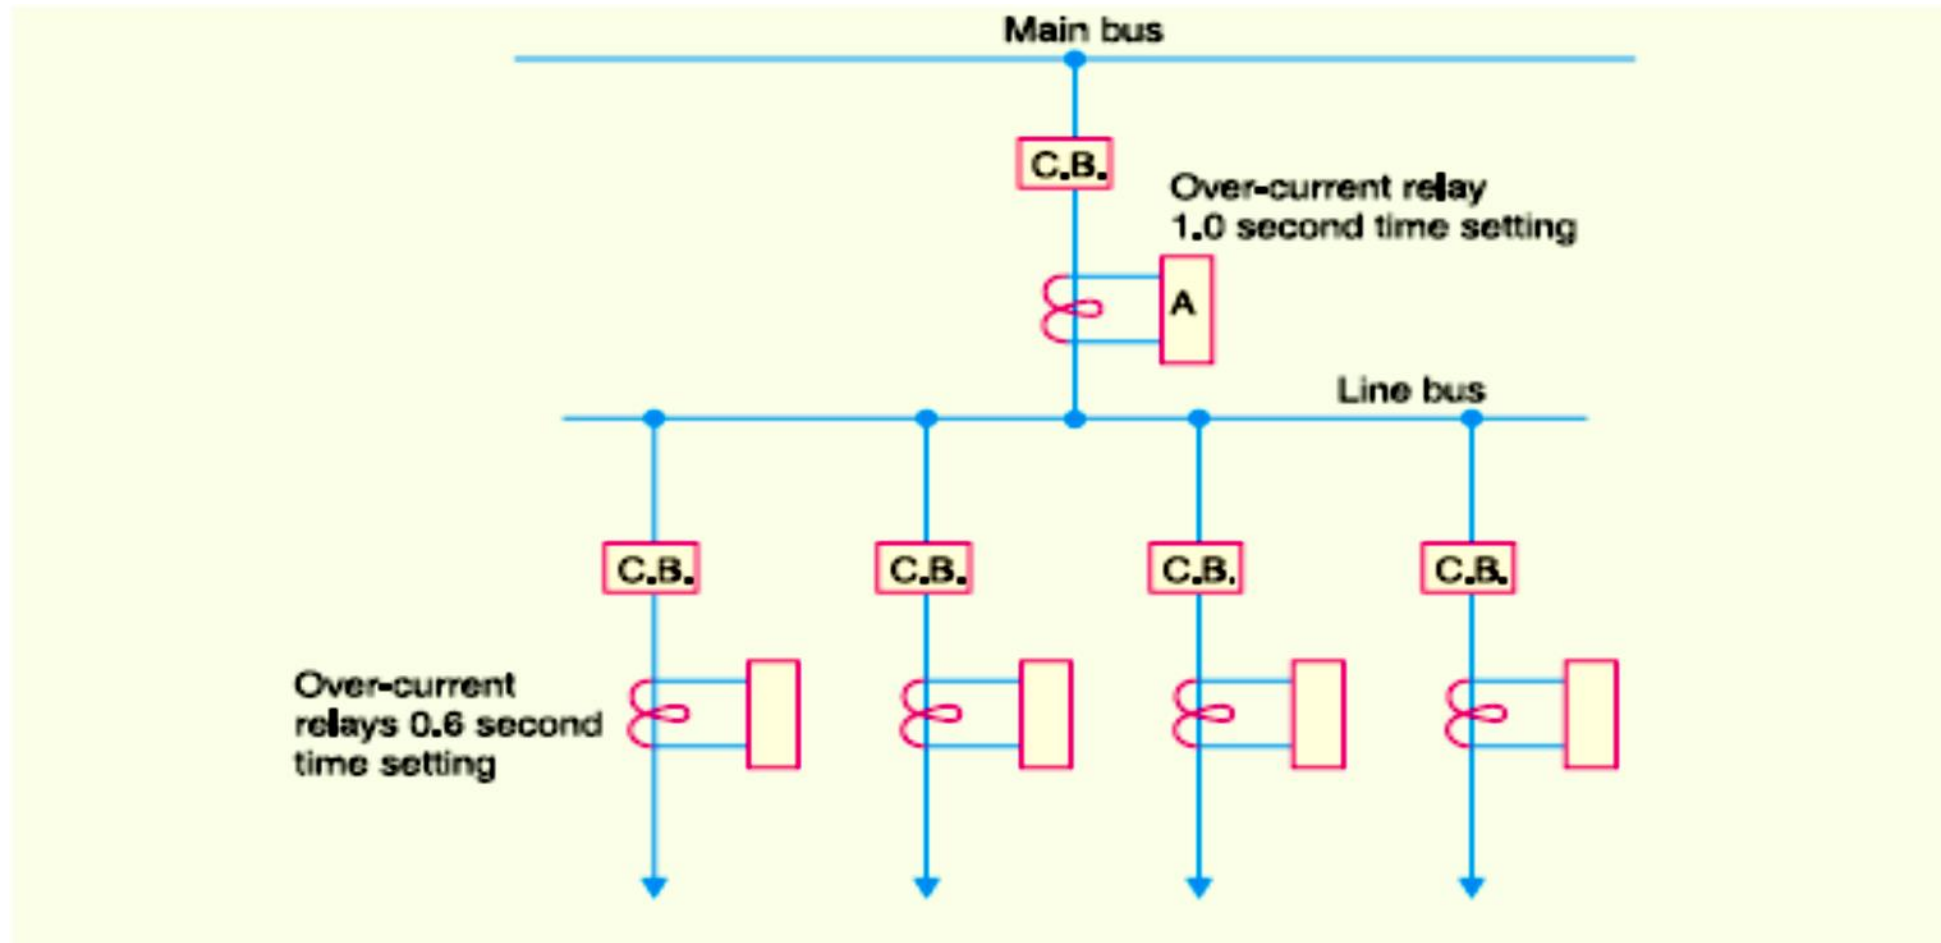 Main bus
C.B.
Over-current relay
1.0 second time setting
A
Line bus
C.B.
C.B.
C.B.
C.B.
Over-current
relays 0.6 second
time setting